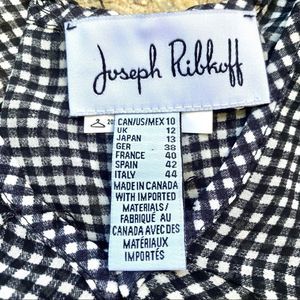 Joseph Ribkoff
20
CAN/US/MEX 10
UK 12
JAPAN 13
GER 38
FRANCE 40
SPAIN 42
ITALY 44
MADE IN CANADA
WITH IMPORTED
MATERIALS/
FABRIQUÉ AU
CANADA AVEC DES
MATÉRIAUX
IMPORTÉS